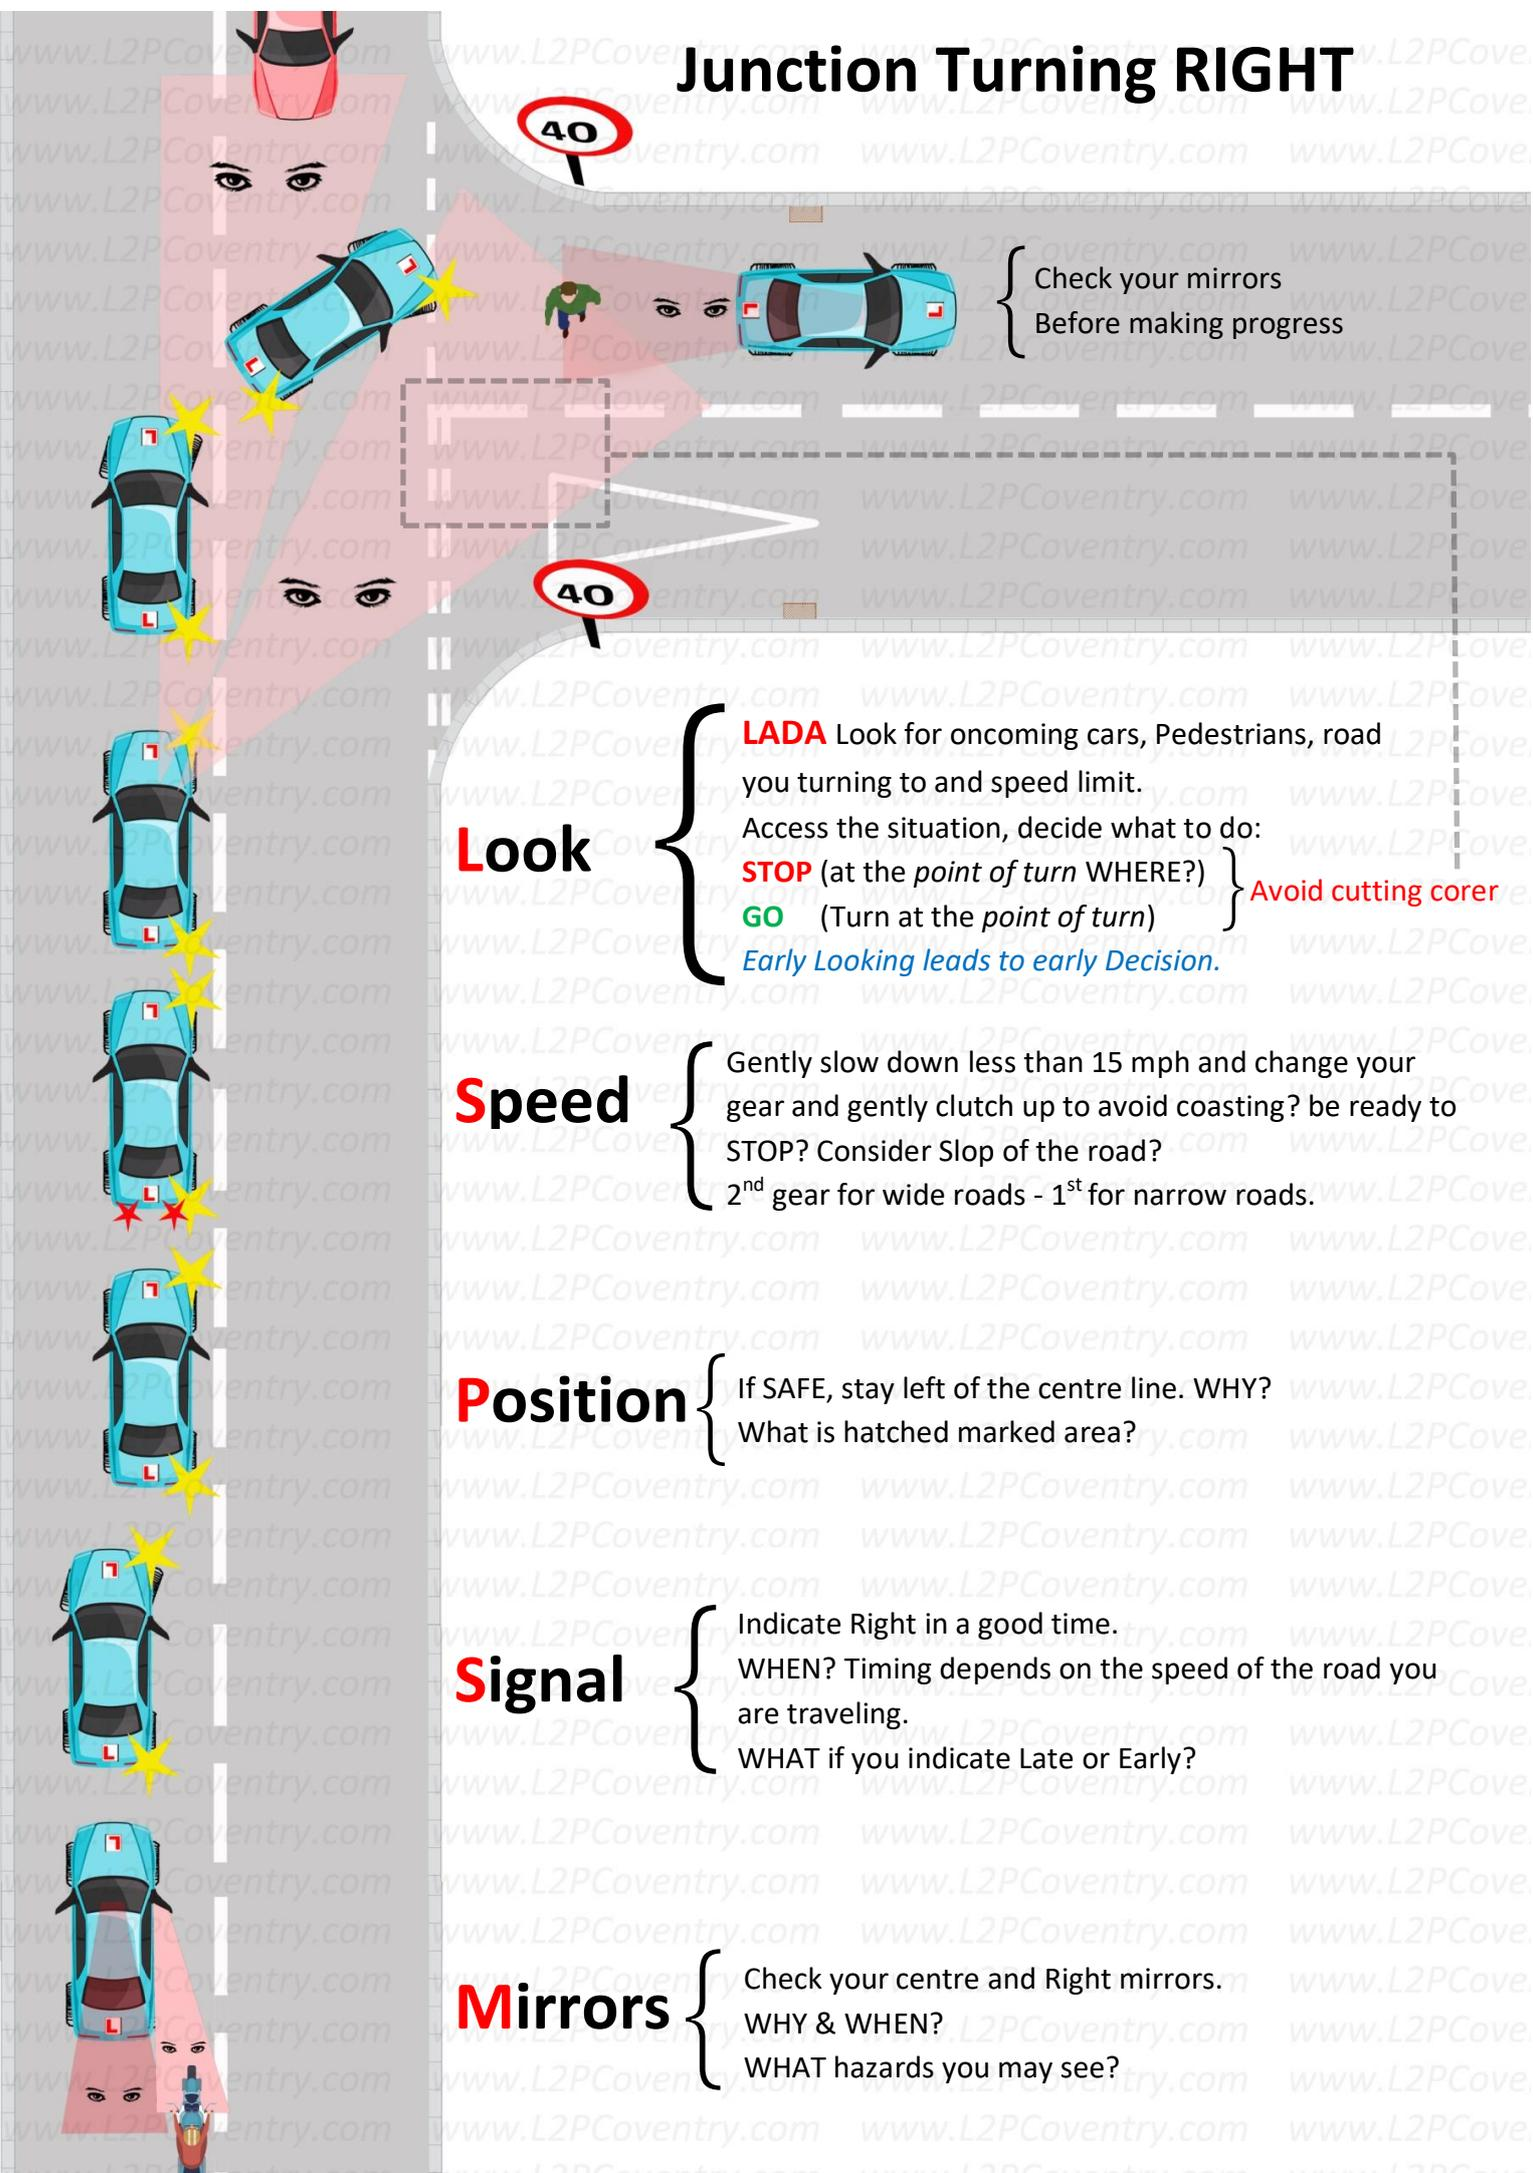 Junction Turning RIGHT
40
Check your mirrors
Before making progress
40
Look
LADA Look for oncoming cars, Pedestrians, road
you turning to and speed limit.
Access the situation, decide what to do:
STOP (at the point of turn WHERE?)
GO (Turn at the point of turn)
Avoid cutting corer
Early Looking leads to early Decision.
Speed
Gently slow down less than 15 mph and change your
gear and gently clutch up to avoid coasting? be ready to
STOP? Consider Slop of the road?
2nd gear for wide roads - 1st for narrow roads.
Position
If SAFE, stay left of the centre line. WHY?
What is hatched marked area?
Signal
Indicate Right in a good time.
WHEN? Timing depends on the speed of the road you
are traveling.
WHAT if you indicate Late or Early?
Mirrors
Check your centre and Right mirrors.
WHY & WHEN?
WHAT hazards you may see?
L
www.L2PCoventry.com